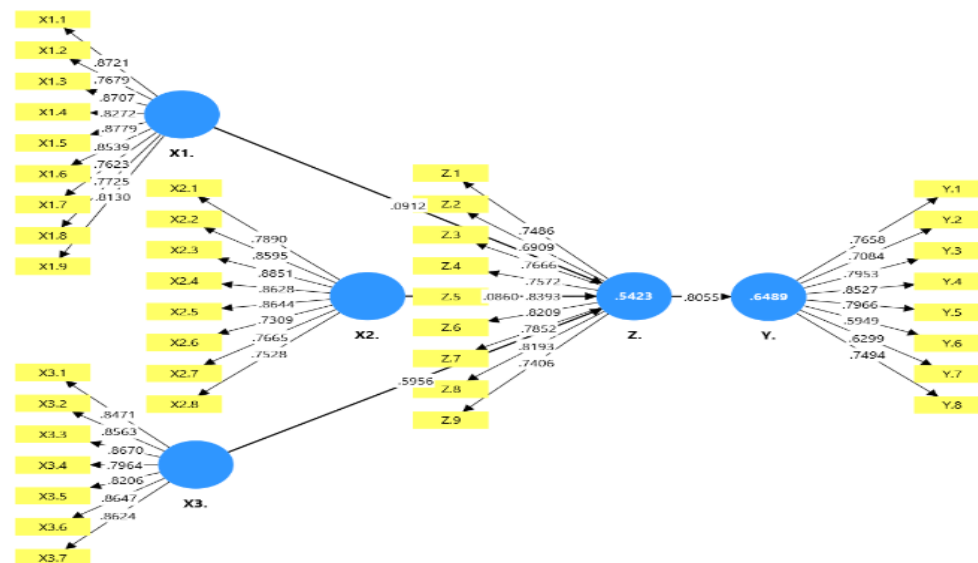 X1.1
X1.2
X1.3
X1.4
X1.5
X1.6
X1.7
X1.8
X1.9
.8721
.7679
.8707
.8272
.8779
.8539
.7623
.7725
.8130
X1.
X2.1
X2.2
X2.3
X2.4
X2.5
X2.6
X2.7
X2.8
.7890
.8595
.8851
.8628
.8644
.7309
.7665
.7528
X2.
X3.1
X3.2
X3.3
X3.4
X3.5
X3.6
X3.7
.8471
.8563
.8670
.7964
.8206
.8647
.8624
X3.
.0912
.0860
.5956
Z.1
Z.2
Z.3
Z.4
Z.5
Z.6
Z.7
Z.8
Z.9
.7486
.6909
.7666
.7572
.8393
.8209
.7852
.8193
.7406
.5423
Z.
.8055
.6489
Y.
.7658
.7084
.7953
.8527
.7966
.5949
.6299
.7494
Y.1
Y.2
Y.3
Y.4
Y.5
Y.6
Y.7
Y.8